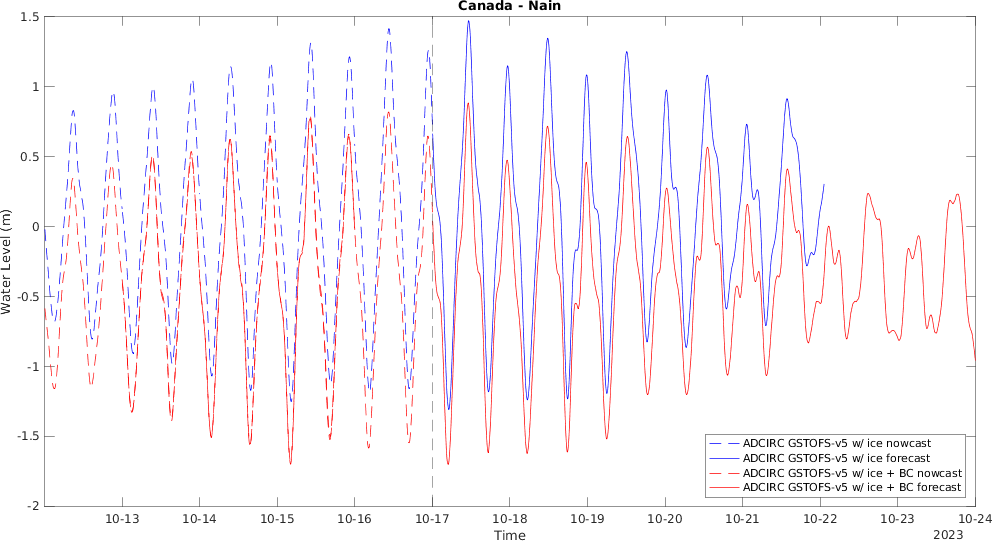 Canada - Nain
1.5
1
0.5
0
-0.5
-1
-1.5
-2
Water Level (m)
10-13 10-14 10-15 10-16 10-17 10-18 10-19 10-20 10-21 10-22 10-23 10-24
Time
2023
ADCIRC GSTOFS-v5 w/ ice nowcast
ADCIRC GSTOFS-v5 w/ ice forecast
ADCIRC GSTOFS-v5 w/ ice + BC nowcast
ADCIRC GSTOFS-v5 w/ ice + BC forecast